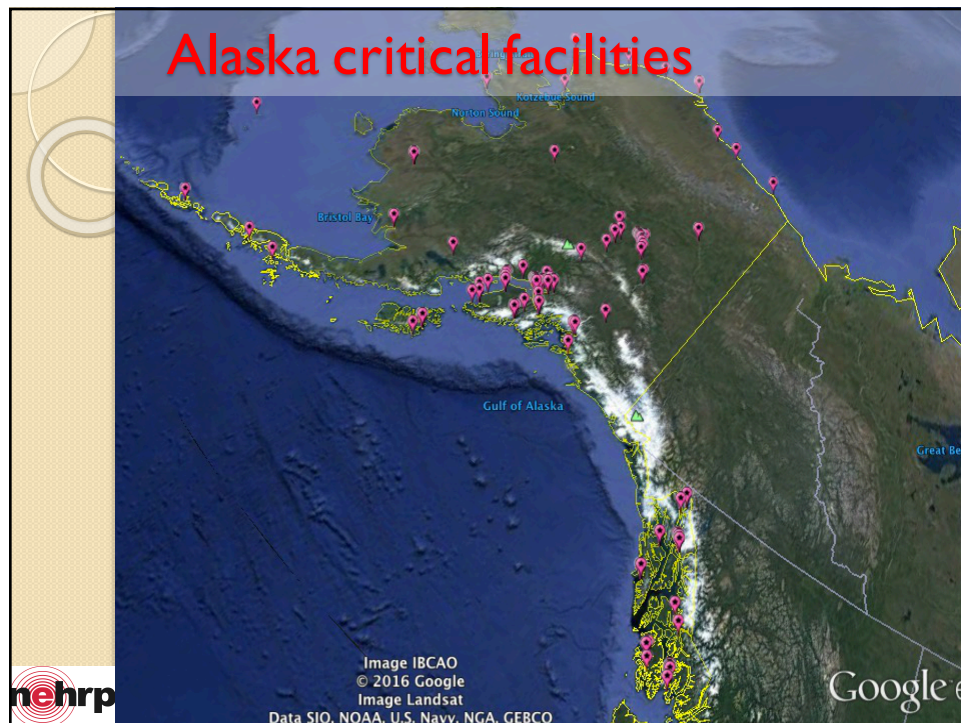 Alaska critical facilities
Kotzebue Sound
Norton Sound
Bristol Bay
Gulf of Alaska
Great Be
Image IBCAO
© 2016 Google
Image Landsat
Data SIO, NOAA, U.S. Navy, NGA, GEBCO
Google e
nehrp